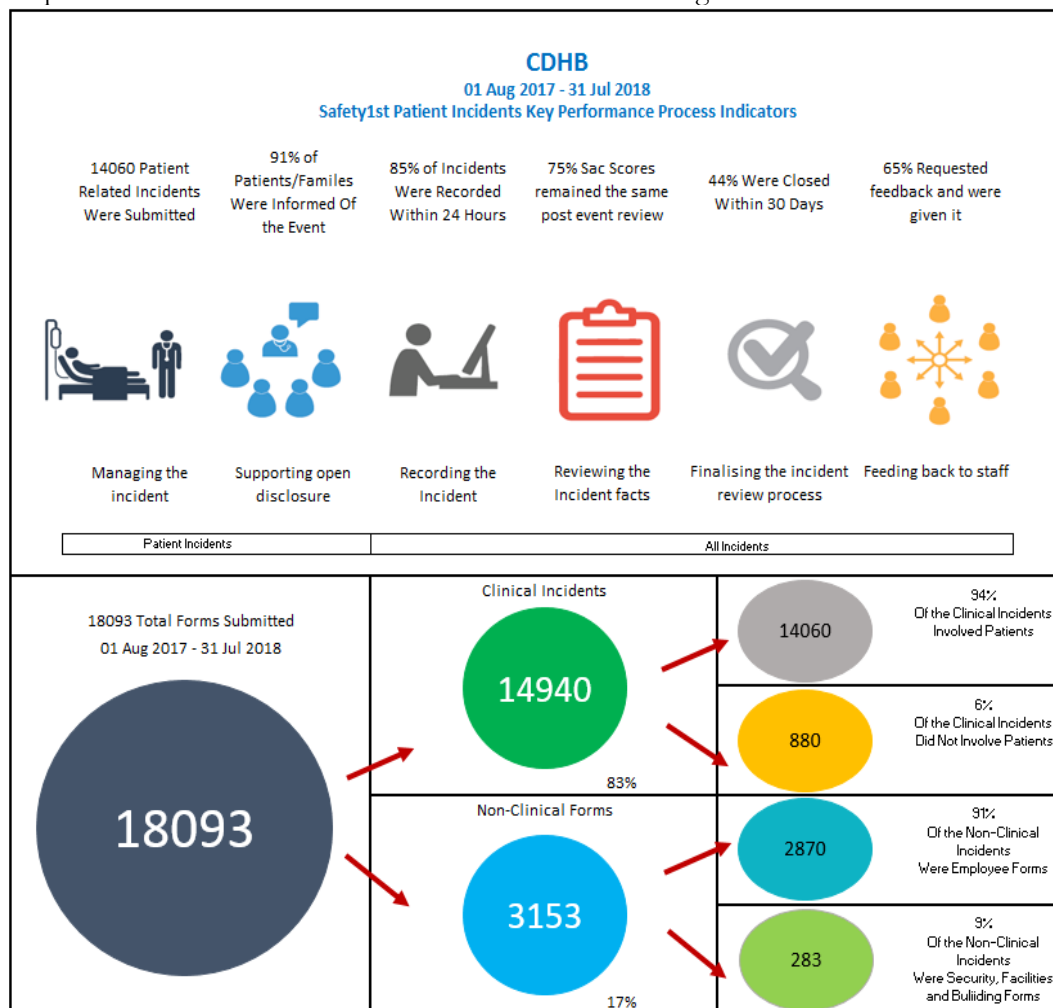 CDHB
01 Aug 2017 - 31 Jul 2018
Safety1st Patient Incidents Key Performance Process Indicators
14060 Patient
Related Incidents
Were Submitted
91% of
Patients/Familes
Were Informed Of
the Event
85% of Incidents
Were Recorded
Within 24 Hours
75% Sac Scores
remained the same
post event review
44% Were Closed
Within 30 Days
65% Requested
feedback and were
given it
Managing the
incident
Supporting open
disclosure
Recording the
Incident
Reviewing the
Incident facts
Finalising the incident
review process
Feeding back to staff
Patient Incidents
All Incidents
18093 Total Forms Submitted
01 Aug 2017 - 31 Jul 2018
18093
Clinical Incidents
14940
83%
Non-Clinical Forms
3153
17%
14060
94%
Of the Clinical Incidents
Involved Patients
880
6%
Of the Clinical Incidents
Did Not Involve Patients
2870
91%
Of the Non-Clinical
Incidents
Were Employee Forms
283
9%
Of the Non-Clinical
Incidents
Were Security, Facilities
and Buliiding Forms